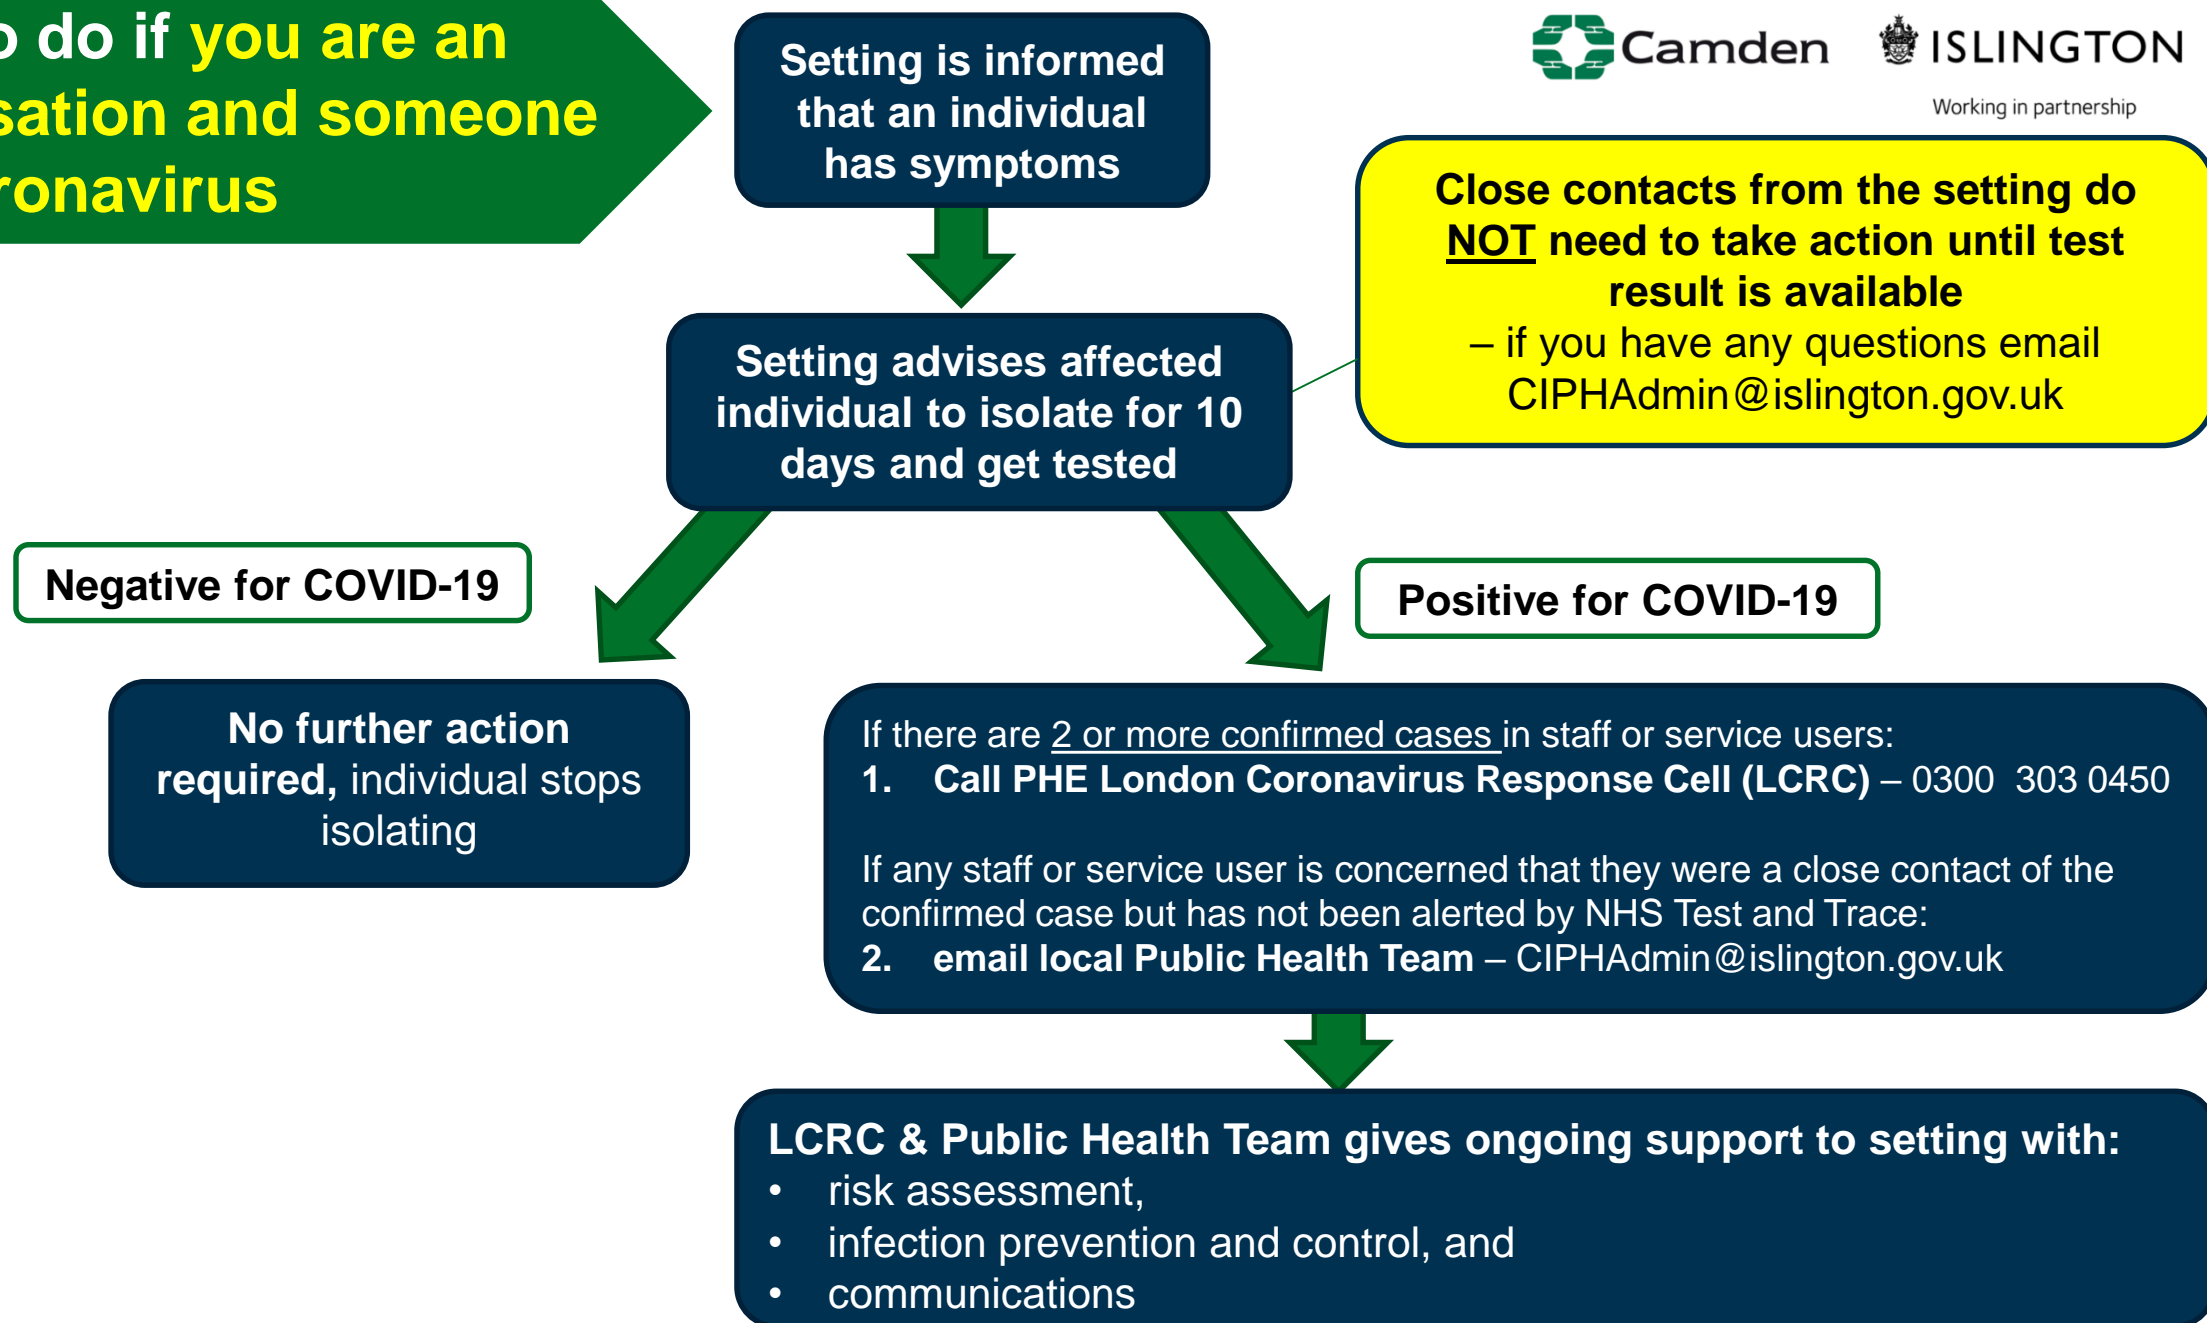 o do if you are an
sation and someone
ronavirus
Setting is informed
that an individual
has symptoms
Camden
ISLINGTON
Working in partnership
Close contacts from the setting do
NOT need to take action until test
result is available
– if you have any questions email
CIPHAdmin@islington.gov.uk
Setting advises affected
individual to isolate for 10
days and get tested
Negative for COVID-19
Positive for COVID-19
No further action
required, individual stops
isolating
If there are 2 or more confirmed cases in staff or service users:
1. Call PHE London Coronavirus Response Cell (LCRC) – 0300 303 0450
If any staff or service user is concerned that they were a close contact of the
confirmed case but has not been alerted by NHS Test and Trace:
2. email local Public Health Team – CIPHAdmin@islington.gov.uk
LCRC & Public Health Team gives ongoing support to setting with:
• risk assessment,
• infection prevention and control, and
• communications